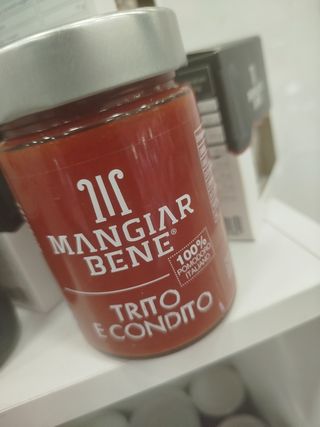 MANGIAR
BENE®
100%
POMODORO
ITALIANO
TRITO
E CONDITO